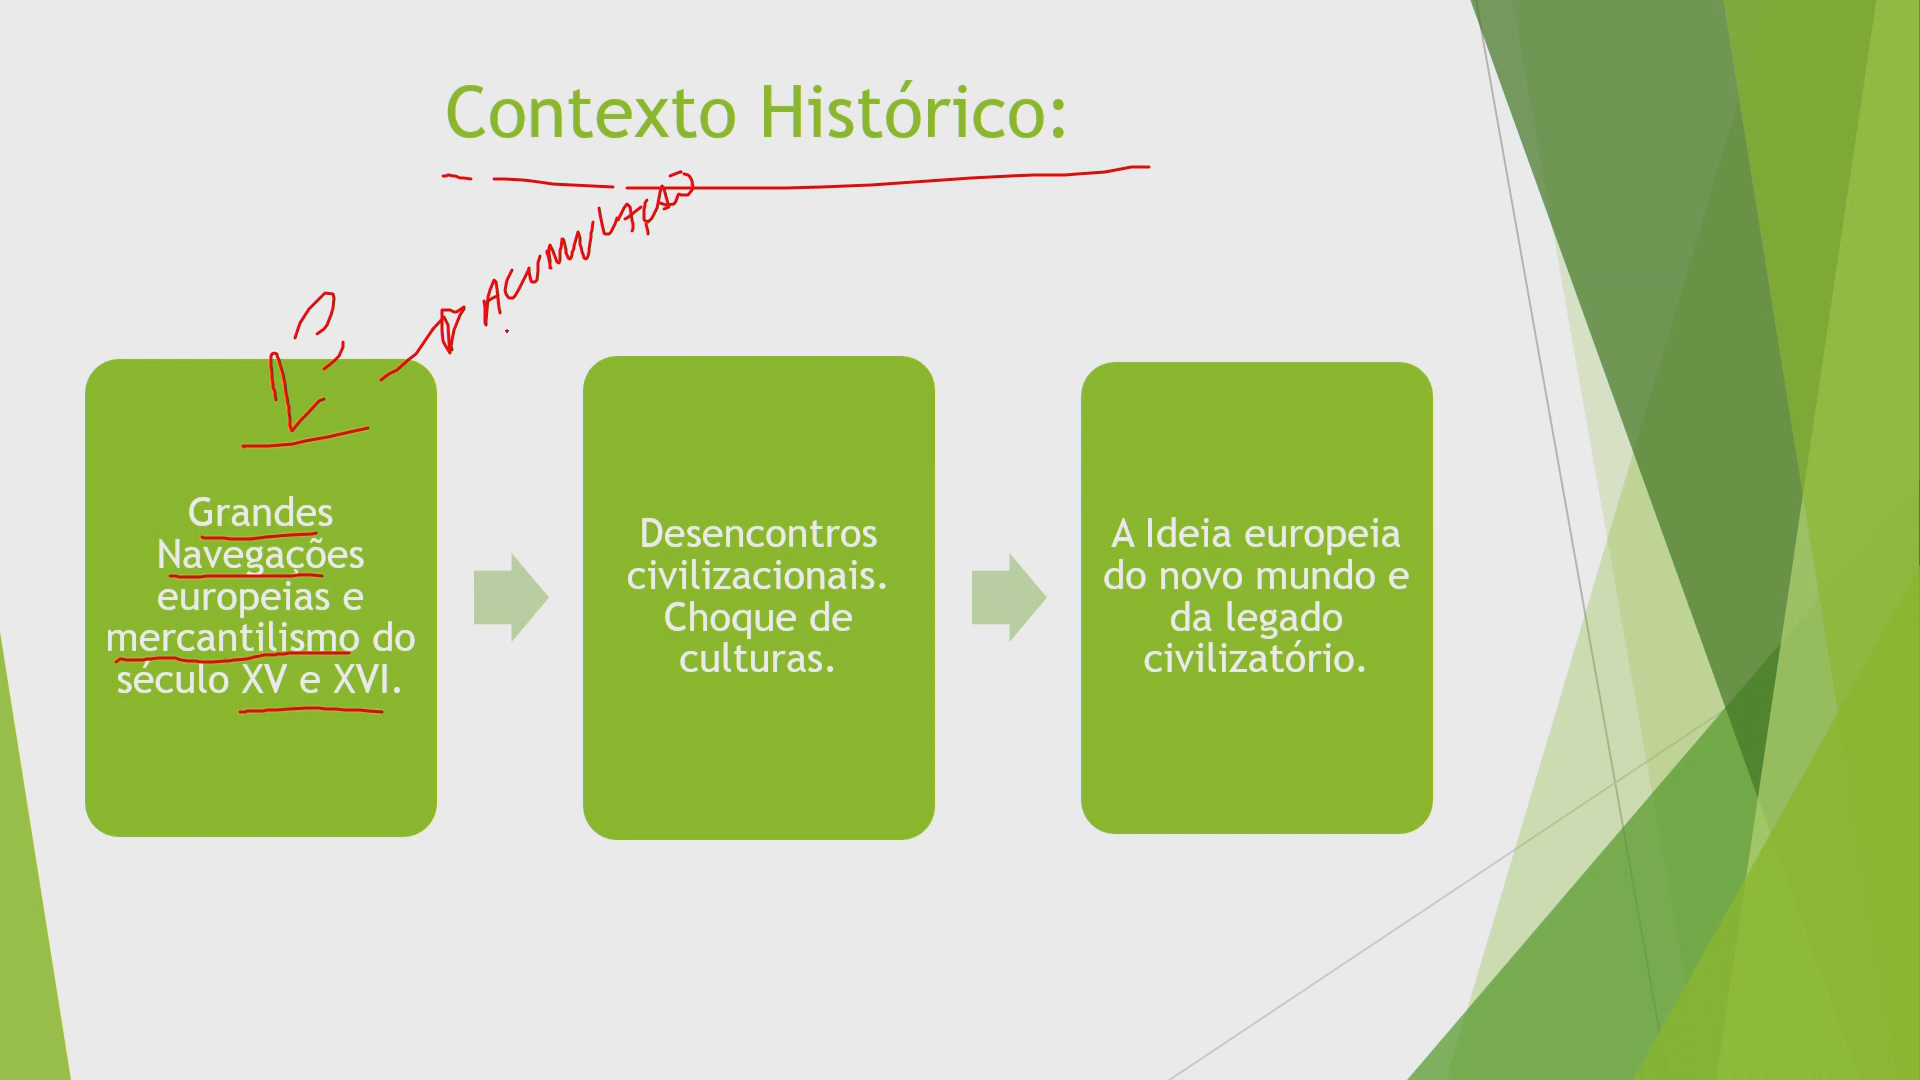 Contexto Histórico:
ACUMULAÇÃO
Grandes
Navegações
europeias e
mercantilismo do
século XV e XVI.
Desencontros
civilizacionais.
Choque de
culturas.
A Ideia europeia
do novo mundo e
da legado
civilizatório.